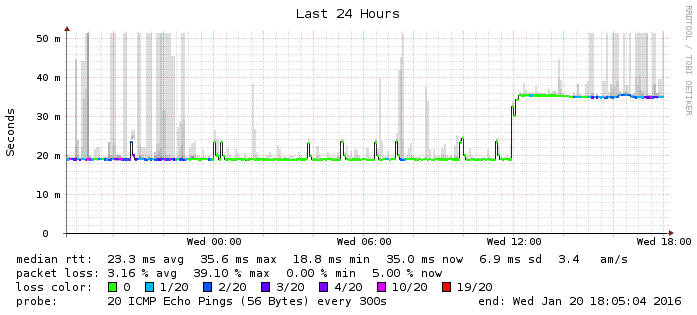 Last 24 Hours
RRDTOOL / TOBI OETIKER
Seconds
50 m
40 m
30 m
20 m
10 m
0
Wed 00:00 Wed 06:00 Wed 12:00 Wed 18:00
median rtt: 23.3 ms avg 35.6 ms max 18.8 ms min 35.0 ms now 6.9 ms sd 3.4 am/s
packet loss: 3.16 % avg 39.10 % max 0.00 % min 5.00 % now
loss color: 0 1/20 2/20 3/20 4/20 10/20 19/20
probe: 20 ICMP Echo Pings (56 Bytes) every 300s end: Wed Jan 20 18:05:04 2016